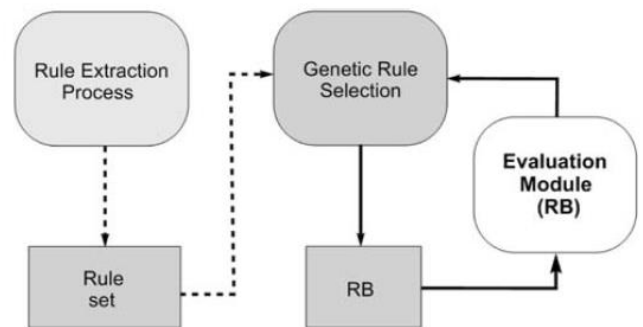 Rule Extraction
Process
Genetic Rule
Selection
Evaluation
Module
(RB)
Rule
set
RB